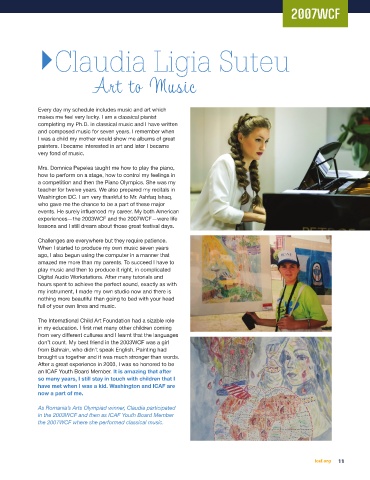 2007WCF
Claudia Ligia Suteu
Art to Music
Every day my schedule includes music and art which
makes me feel very lucky. I am a classical pianist
completing my Ph.D. in classical music and I have written
and composed music for seven years. I remember when
I was a child my mother would show me albums of great
painters. I became interested in art and later I became
very fond of music.
Mrs. Domnica Pepelea taught me how to play the piano,
how to perform on a stage, how to control my feelings in
a competition and then the Piano Olympics. She was my
teacher for twelve years. We also prepared my recitals in
Washington DC. I am very thankful to Mr. Ashfaq Ishaq,
who gave me the chance to be a part of these major
events. He surely influenced my career. My both American
experiences—the 2003WCF and the 2007WCF—were life
lessons and I still dream about those great festival days.
Challenges are everywhere but they require patience.
When I started to produce my own music seven years
ago, I also begun using the computer in a manner that
amazed me more than my parents. To succeed I have to
play music and then to produce it right, in complicated
Digital Audio Workstations. After many tutorials and
hours spent to achieve the perfect sound, exactly as with
my instrument, I made my own studio now and there is
nothing more beautiful than going to bed with your head
full of your own lines and music.
The International Child Art Foundation had a sizable role
in my education. I first met many other children coming
from very different cultures and I learnt that the languages
don't count. My best friend in the 2003WCF was a girl
from Bahrain, who didn't speak English. Painting had
brought us together and it was much stronger than words.
After a great experience in 2003, I was so honored to be
an ICAF Youth Board Member. It is amazing that after
so many years, I still stay in touch with children that I
have met when I was a kid. Washington and ICAF are
now a part of me.
As Romania's Arts Olympiad winner, Claudia participated
in the 2003WCF and then as ICAF Youth Board Member
the 2007WCF where she performed classical music.